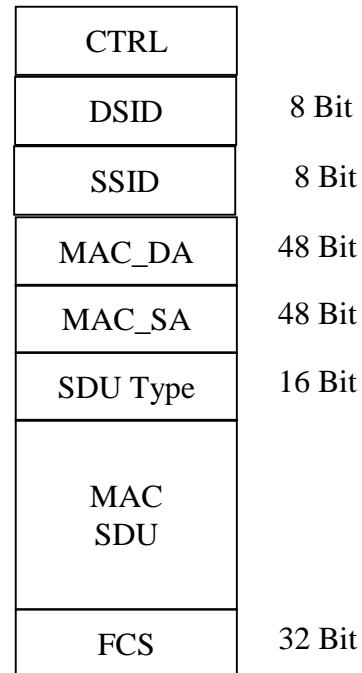 CTRL
DSID 8 Bit
SSID 8 Bit
MAC_DA 48 Bit
MAC_SA 48 Bit
SDU Type 16 Bit
MAC
SDU
FCS 32 Bit